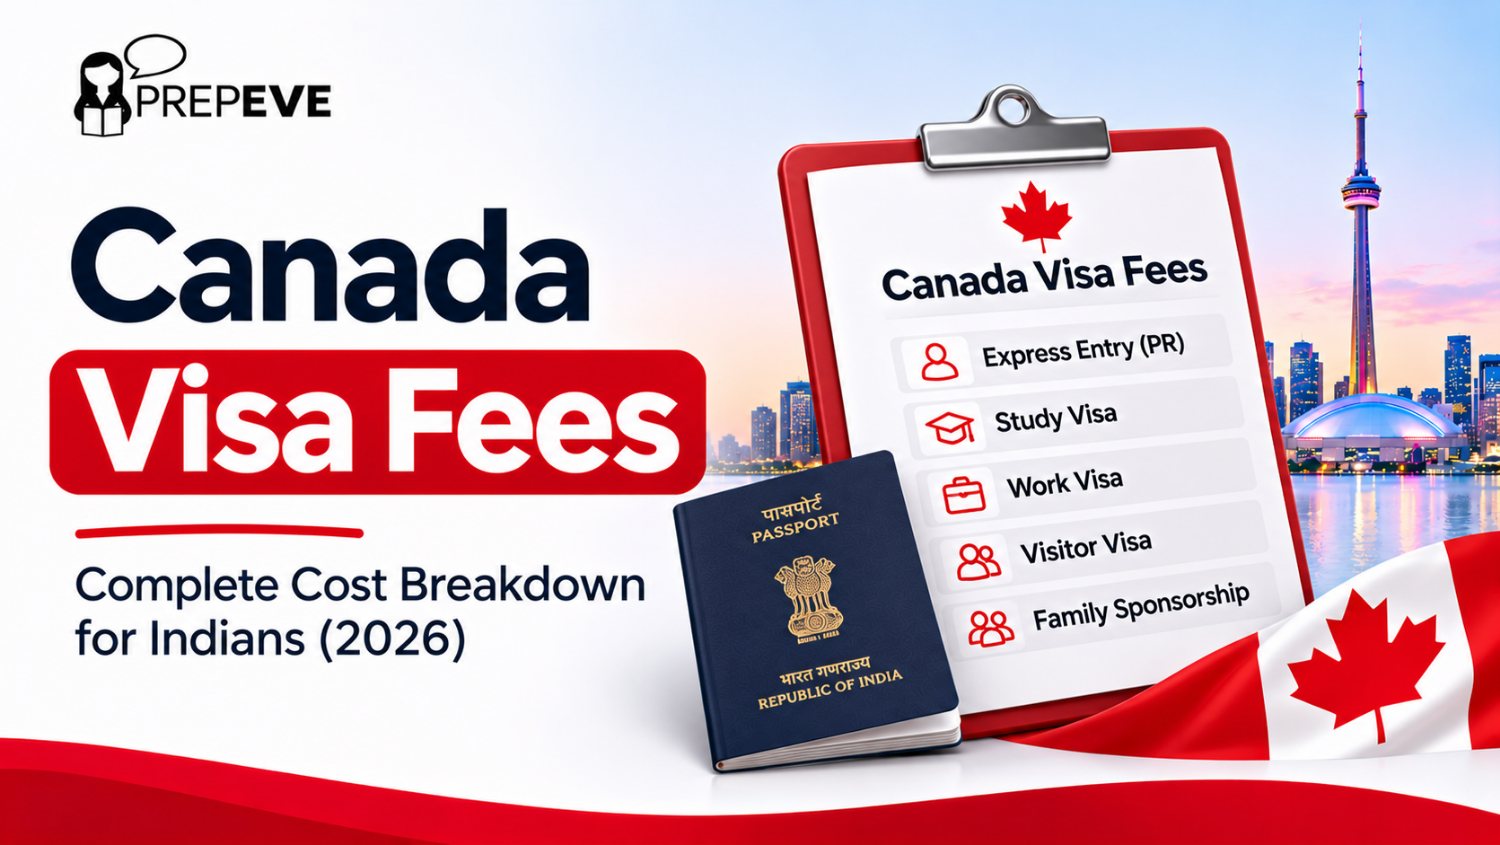 PREPEVE
Canada
Visa Fees
Complete Cost Breakdown
for Indians (2026)
Canada Visa Fees
Express Entry (PR)
Study Visa
Work Visa
Visitor Visa
Family Sponsorship
पासपोर्ट
PASSPORT
भारत गणराज्य
REPUBLIC OF INDIA